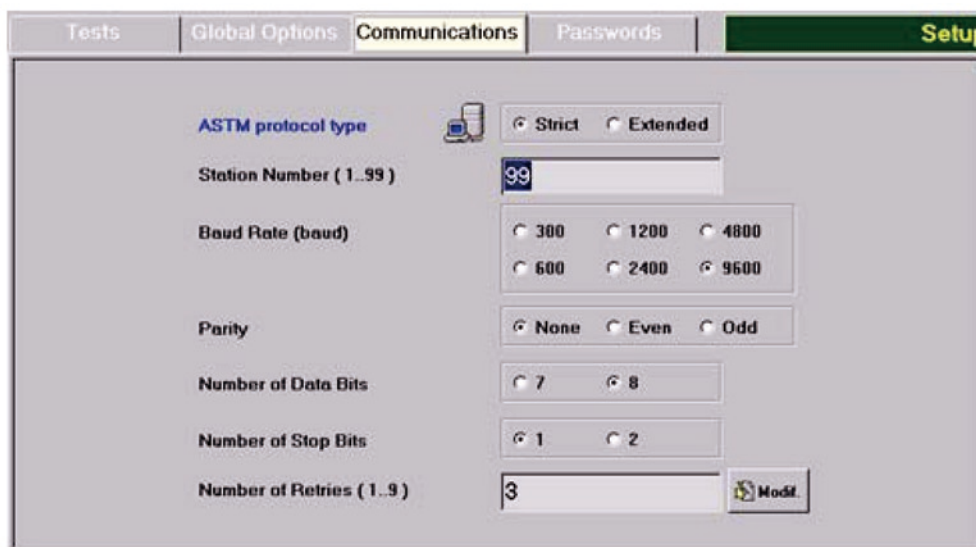 Tests Global Options Communications Passwords Setup
ASTM protocol type Strict Extended
Station Number ( 1..99 ) 99
Baud Rate (baud) 300 1200 4800
600 2400 9600
Parity None Even Odd
Number of Data Bits 7 8
Number of Stop Bits 1 2
Number of Retries ( 1..9 ) 3 Modif.